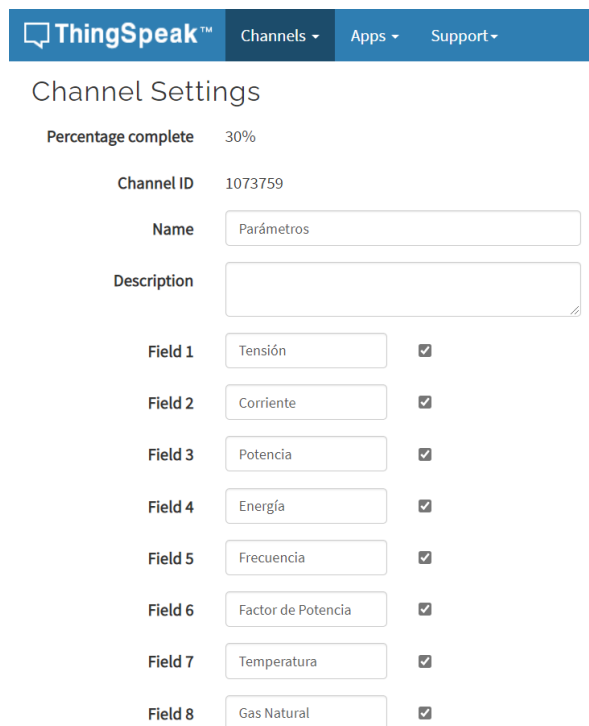 ThingSpeak™ Channels Apps Support
Channel Settings
Percentage complete 30%
Channel ID 1073759
Name Parámetros
Description
Field 1 Tensión
Field 2 Corriente
Field 3 Potencia
Field 4 Energía
Field 5 Frecuencia
Field 6 Factor de Potencia
Field 7 Temperatura
Field 8 Gas Natural